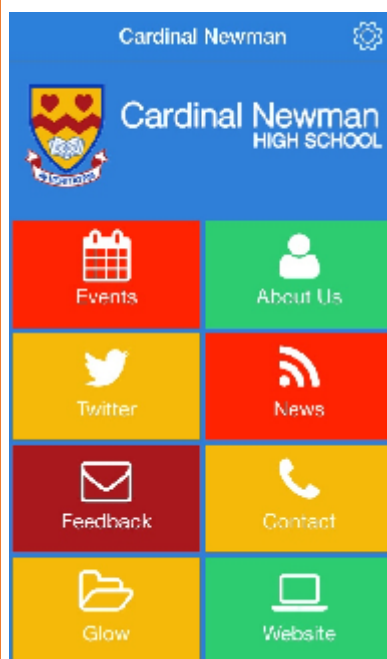 Cardinal Newman
Cardinal Newman
HIGH SCHOOL
Events
About Us
Twitter
News
Feedback
Contact
Glow
Website